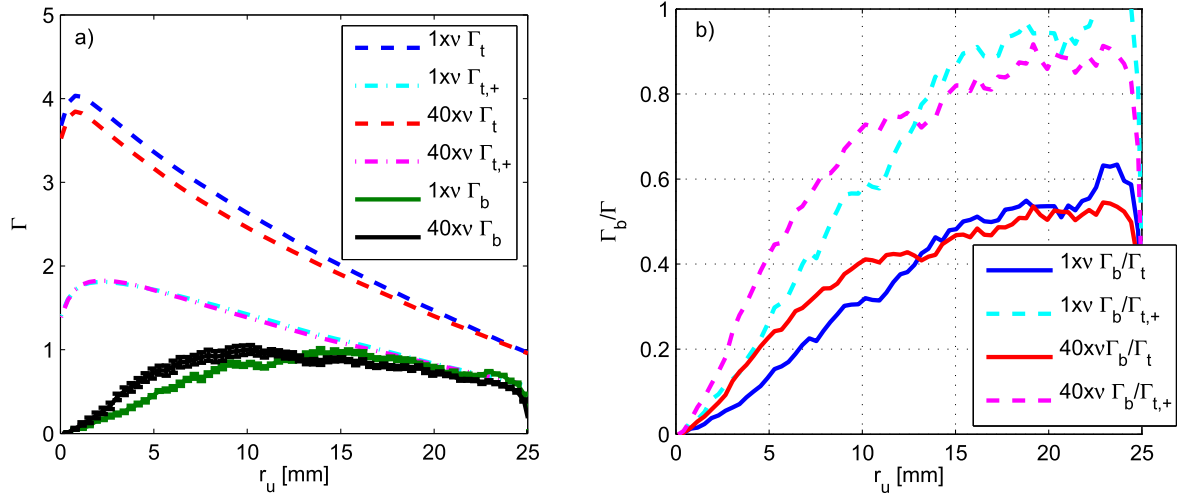 a)
1xν Γt
1xν Γt,+
40xν Γt
40xν Γt,+
1xν Γb
40xν Γb
5
4
3
2
1
0
Γ
0 5 10 15 20 25
ru [mm]
b)
1
0.8
0.6
0.4
0.2
0
Γb/Γ
1xν Γb/Γt
1xν Γb/Γt,+
40xνΓb/Γt
40xν Γb/Γt,+
0 5 10 15 20 25
ru [mm]